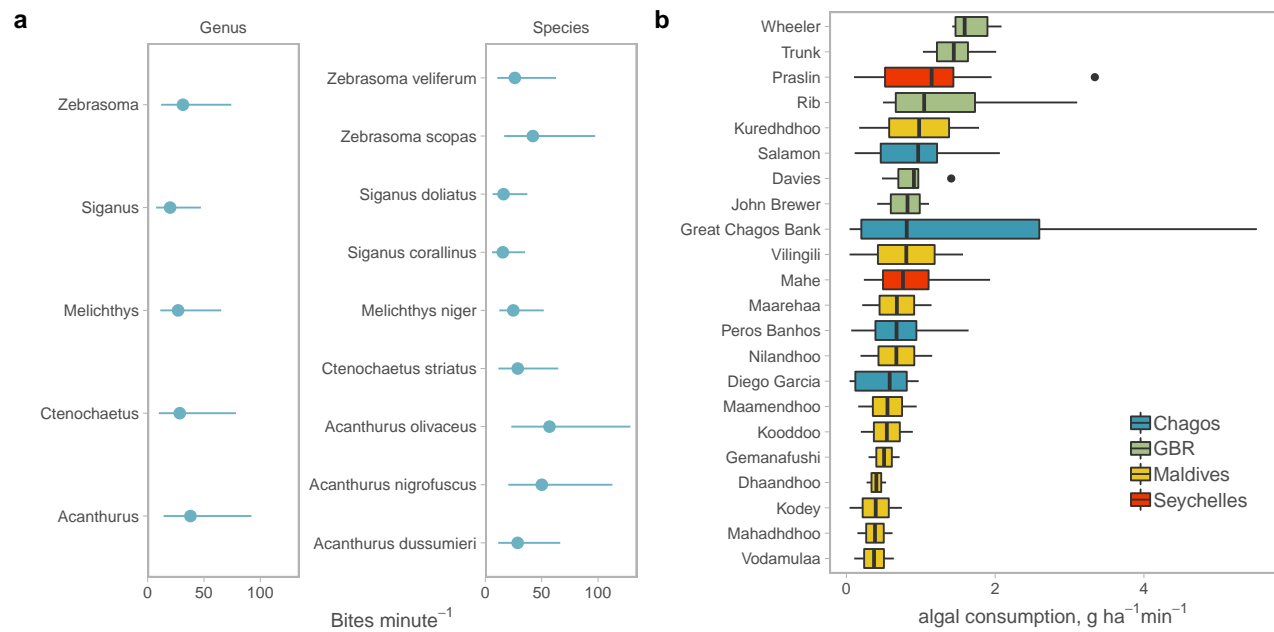 a
Genus
Zebrasoma
Siganus
Melichthys
Ctenochaetus
Acanthurus
0 50 100
Species
Zebrasoma veliferum
Zebrasoma scopas
Siganus doliatus
Siganus corallinus
Melichthys niger
Ctenochaetus striatus
Acanthurus olivaceus
Acanthurus nigrofuscus
Acanthurus dussumieri
0 50 100
Bites minute⁻¹
b
Wheeler
Trunk
Praslin
Rib
Kuredhdhoo
Salamon
Davies
John Brewer
Great Chagos Bank
Vilingili
Mahe
Maarehaa
Peros Banhos
Nilandhoo
Diego Garcia
Maamendhoo
Kooddoo
Gemanafushi
Dhaandhoo
Kodey
Mahadhdhoo
Vodamulaa
Chagos
GBR
Maldives
Seychelles
0 2 4
algal consumption, g ha⁻¹min⁻¹